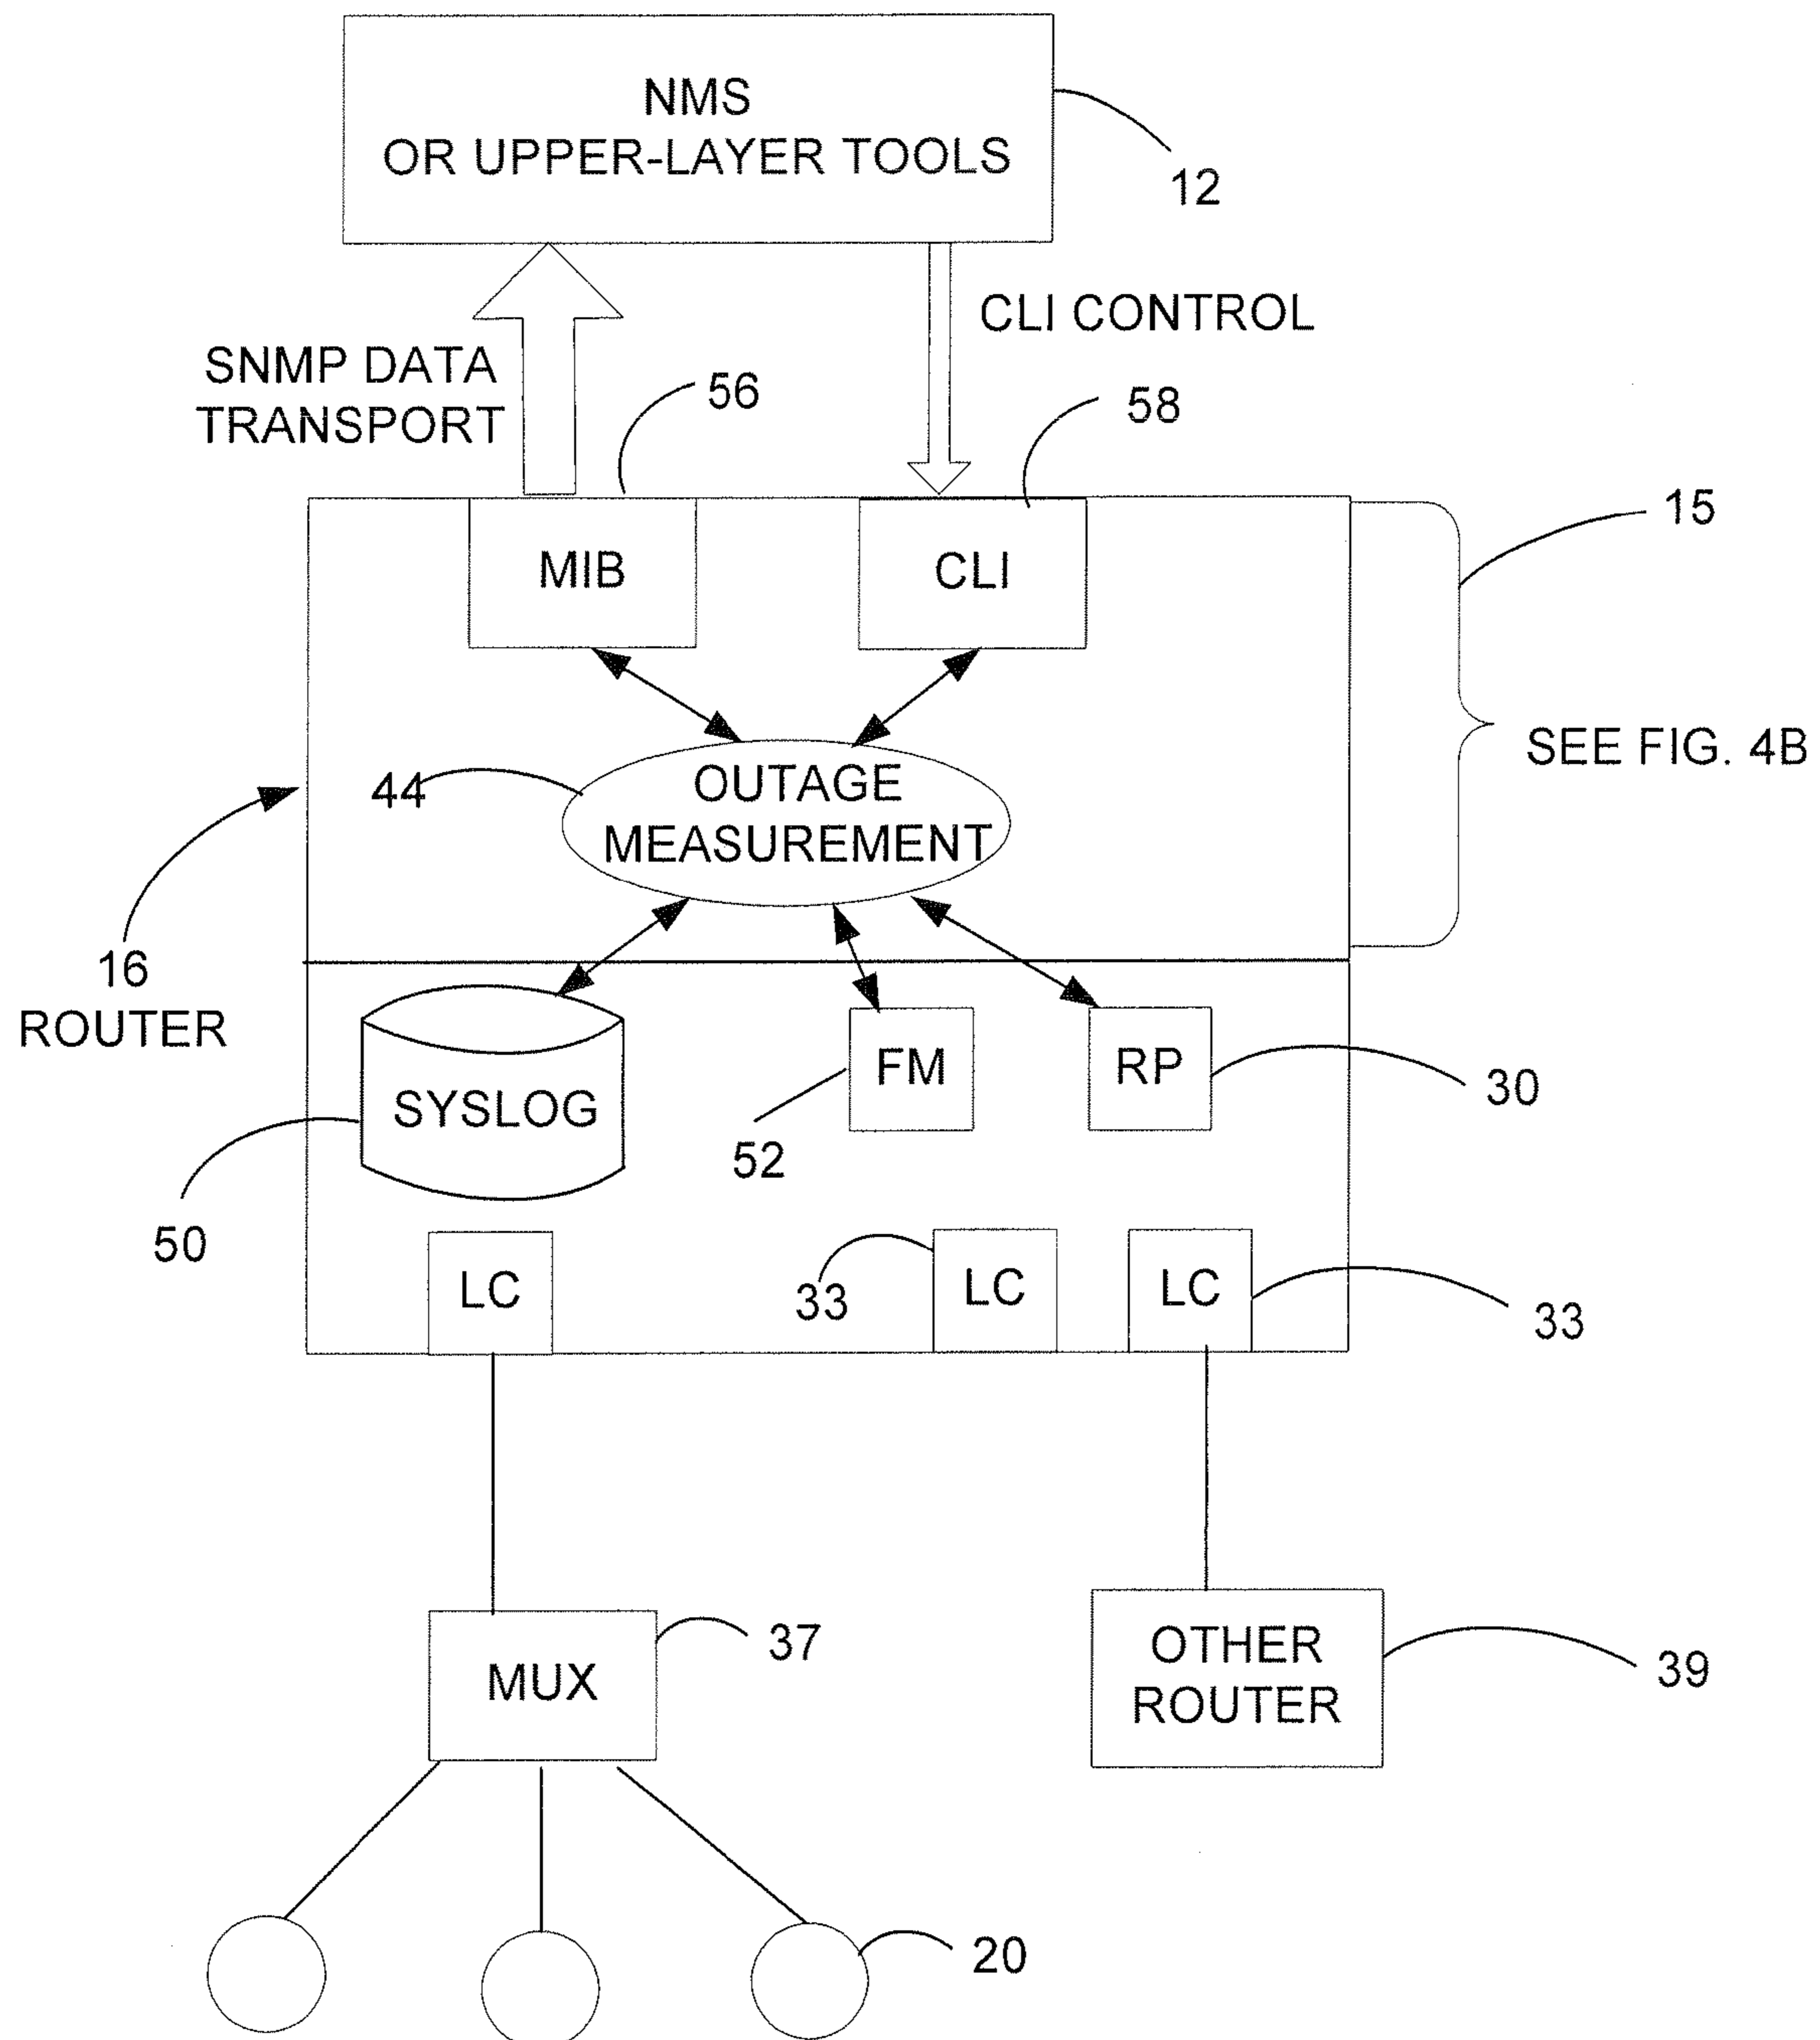 NMS
OR UPPER-LAYER TOOLS
12
CLI CONTROL
SNMP DATA
TRANSPORT
56
58
15
MIB
CLI
SEE FIG. 4B
44
OUTAGE
MEASUREMENT
16
ROUTER
SYSLOG
FM
RP
30
52
50
LC
33
LC
LC
33
37
MUX
OTHER
ROUTER
39
20